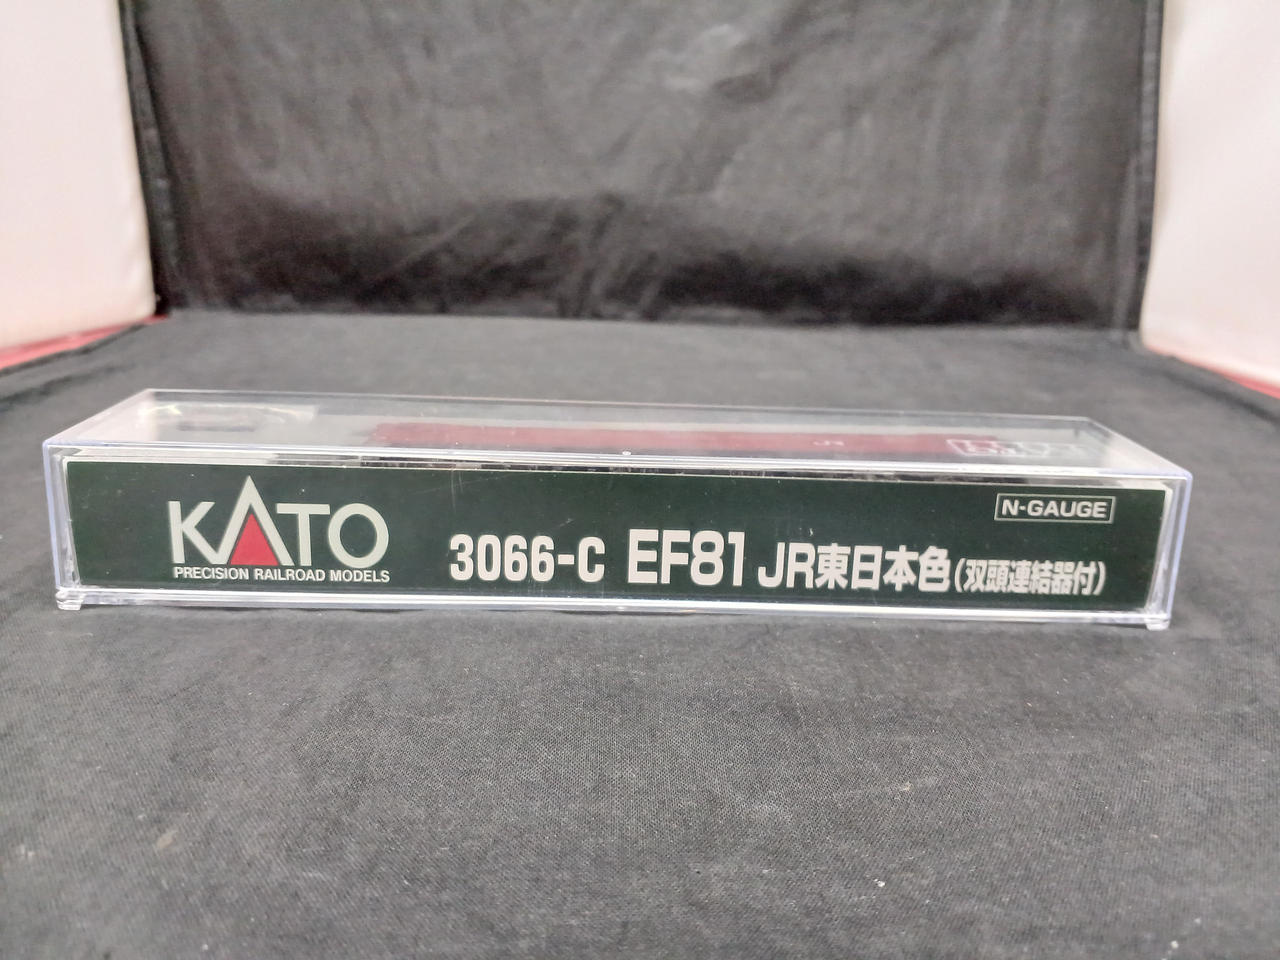 KATO
PRECISION RAILROAD MODELS
N-GAUGE
3066-C EF81 JR東日本色(双頭連結器付)
JR